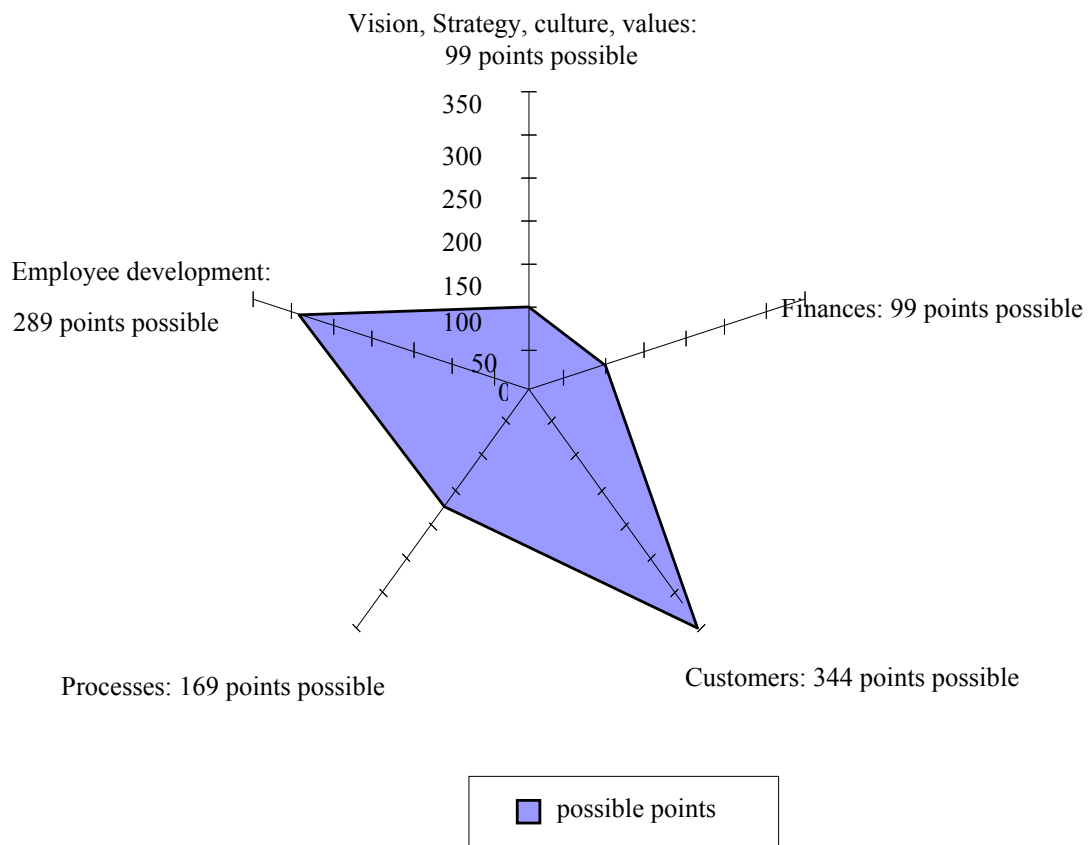 Vision, Strategy, culture, values:
99 points possible
350
300
250
200
150
100
50
0
Employee development:
289 points possible
Finances: 99 points possible
Processes: 169 points possible
Customers: 344 points possible
possible points